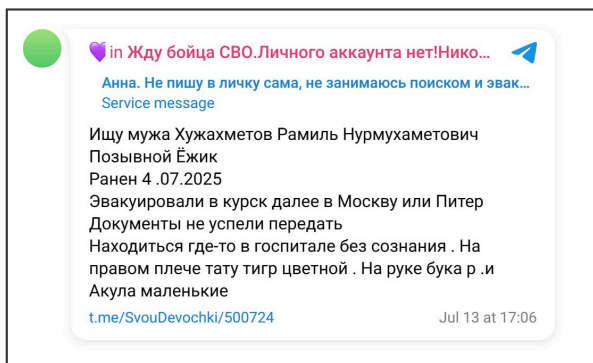 💜 in Жду бойца СВО.Личного аккаунта нет!Нико...
Анна. Не пишу в личку сама, не занимаюсь поиском и эвак...
Service message
Ищу мужа Хужахметов Рамиль Нурмухаметович
Позывной Ёжик
Ранен 4 .07.2025
Эвакуировали в курск далее в Москву или Питер
Документы не успели передать
Находиться где-то в госпитале без сознания . На
правом плече тату тигр цветной . На руке бука р .и
Акула маленькие
t.me/SvouDevochki/500724
Jul 13 at 17:06